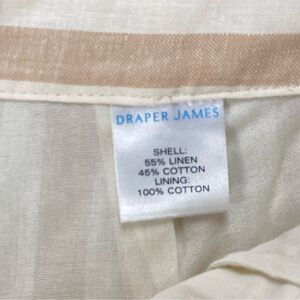 DRAPER JAMES
SHELL:
55% LINEN
45% COTTON
LINING:
100% COTTON